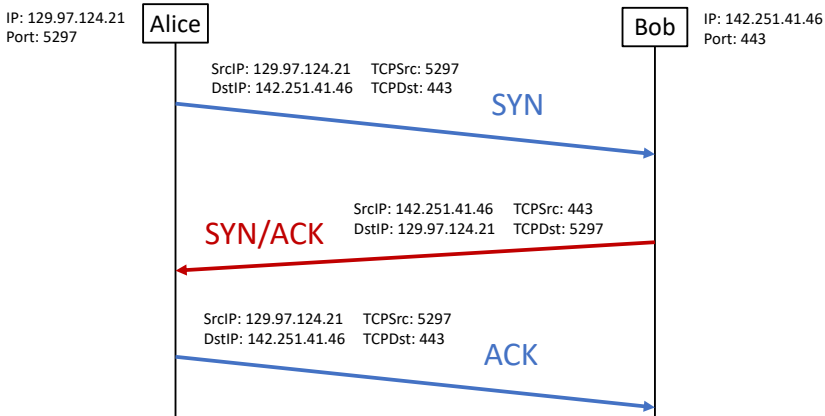 IP: 129.97.124.21
Port: 5297
Alice
Bob
IP: 142.251.41.46
Port: 443
SrcIP: 129.97.124.21 TCPSrc: 5297
DstIP: 142.251.41.46 TCPDst: 443
SYN
SrcIP: 142.251.41.46 TCPSrc: 443
DstIP: 129.97.124.21 TCPDst: 5297
SYN/ACK
SrcIP: 129.97.124.21 TCPSrc: 5297
DstIP: 142.251.41.46 TCPDst: 443
ACK